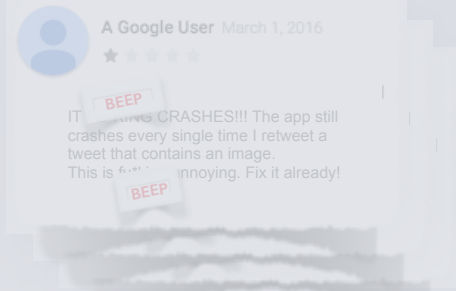 A Google User March 1, 2016
BEEP
IT CRASHES!!! The app still
crashes every single time I retweet a
tweet that contains an image.
This is annoying. Fix it already!
BEEP